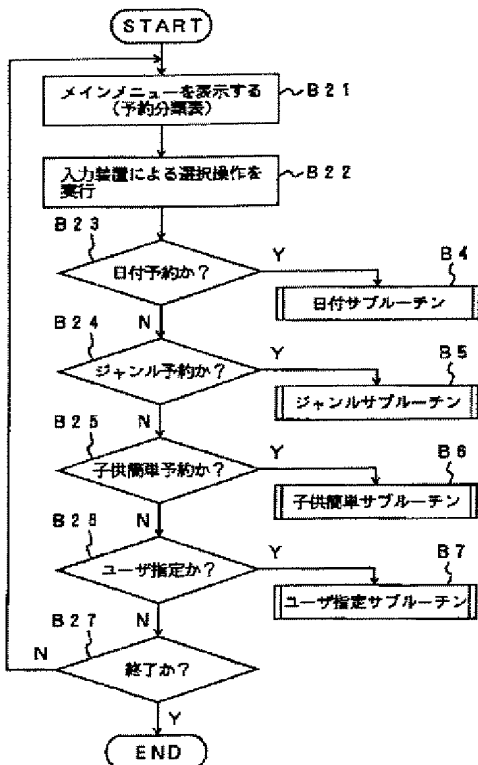 START
メインメニューを表示する
(予約分類表)
B21
入力装置による選択操作を
実行
B22
B23
日付予約か?
Y
B4
日付サブルーチン
N
B24
ジャンル予約か?
Y
B5
ジャンルサブルーチン
N
B25
子供簡単予約か?
Y
B6
子供簡単サブルーチン
N
B26
ユーザ指定か?
Y
B7
ユーザ指定サブルーチン
N
B27
N
終了か?
Y
END